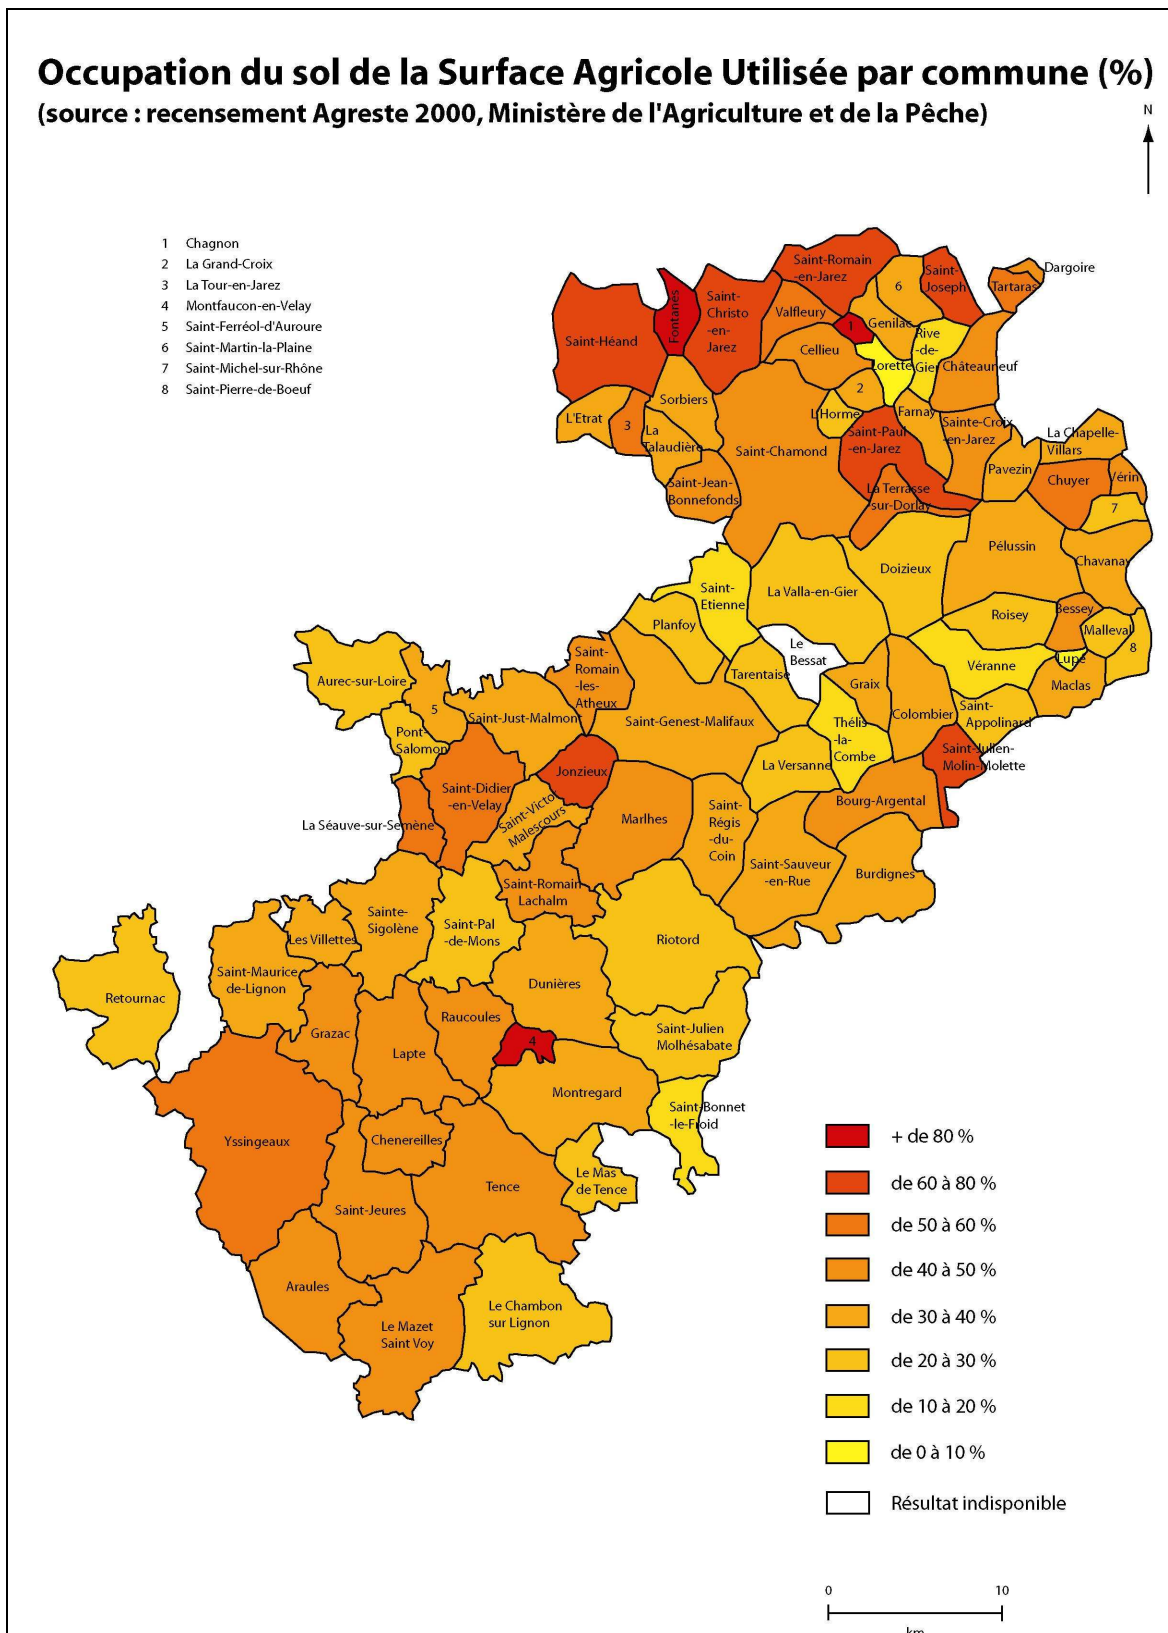 Occupation du sol de la Surface Agricole Utilisée par commune (%)
(source : recensement Agreste 2000, Ministère de l'Agriculture et de la Pêche)
N
1 Chagnon
2 La Grand-Croix
3 La Tour-en-Jarez
4 Montfaucon-en-Velay
5 Saint-Ferréol-d'Auroure
6 Saint-Martin-la-Plaine
7 Saint-Michel-sur-Rhône
8 Saint-Pierre-de-Boeuf
Saint-Romain
-en-Jarez
Saint-
Joseph
Dargoire
Tartaras
6
Fontanès
Saint-
Christo
-en-
Jarez
Valfleury
1
Genilac
Rive
-de-
Gier
Saint-Héand
Cellieu
Lorette
Châteauneuf
2
Sorbiers
L'Etrat
3
L'Horme
Farnay
La
Talaudière
Saint-Chamond
Saint-Paul
-en-Jarez
Sainte-Croix
-en-Jarez
La Chapelle-
Villars
Pavezin
Chuyer
Vérin
Saint-Jean-
Bonnefonds
La Terrasse
-sur-Dorlay
7
Pélussin
Chavanay
Doizieux
Saint-
Etienne
La Valla-en-Gier
Roisey
Bessey
Malleval
8
Planfoy
Le
Bessat
Véranne
Lupé
Maclas
Tarentaise
Graix
Colombier
Saint-
Appolinard
Saint-
Romain
-les-
Atheux
Aurec-sur-Loire
5
Saint-Just-Malmont
Saint-Genest-Malifaux
Thélis
-la-
Combe
Pont-
Salomon
Saint-Julien-
Molin-Molette
La Versanne
Jonzieux
Saint-Didier
-en-Velay
Bourg-Argental
Saint-Victor
Malescours
Marlhes
Saint-
Régis
-du-
Coin
La Séauve-sur-Semène
Saint-Sauveur
-en-Rue
Burdignes
Saint-Romain
Lachalm
Sainte-
Sigolène
Saint-Pal
-de-Mons
Les Villettes
Riotord
Saint-Maurice
de-Lignon
Dunières
Retournac
Grazac
Raucoules
Saint-Julien
Molhésabate
Lapte
4
Montregard
Saint-Bonnet
-le-Froid
Yssingeaux
Chenereilles
Le Mas
de Tence
Tence
Saint-Jeures
Araules
Le Chambon
sur Lignon
Le Mazet
Saint Voy
+ de 80 %
de 60 à 80 %
de 50 à 60 %
de 40 à 50 %
de 30 à 40 %
de 20 à 30 %
de 10 à 20 %
de 0 à 10 %
Résultat indisponible
0 10
km